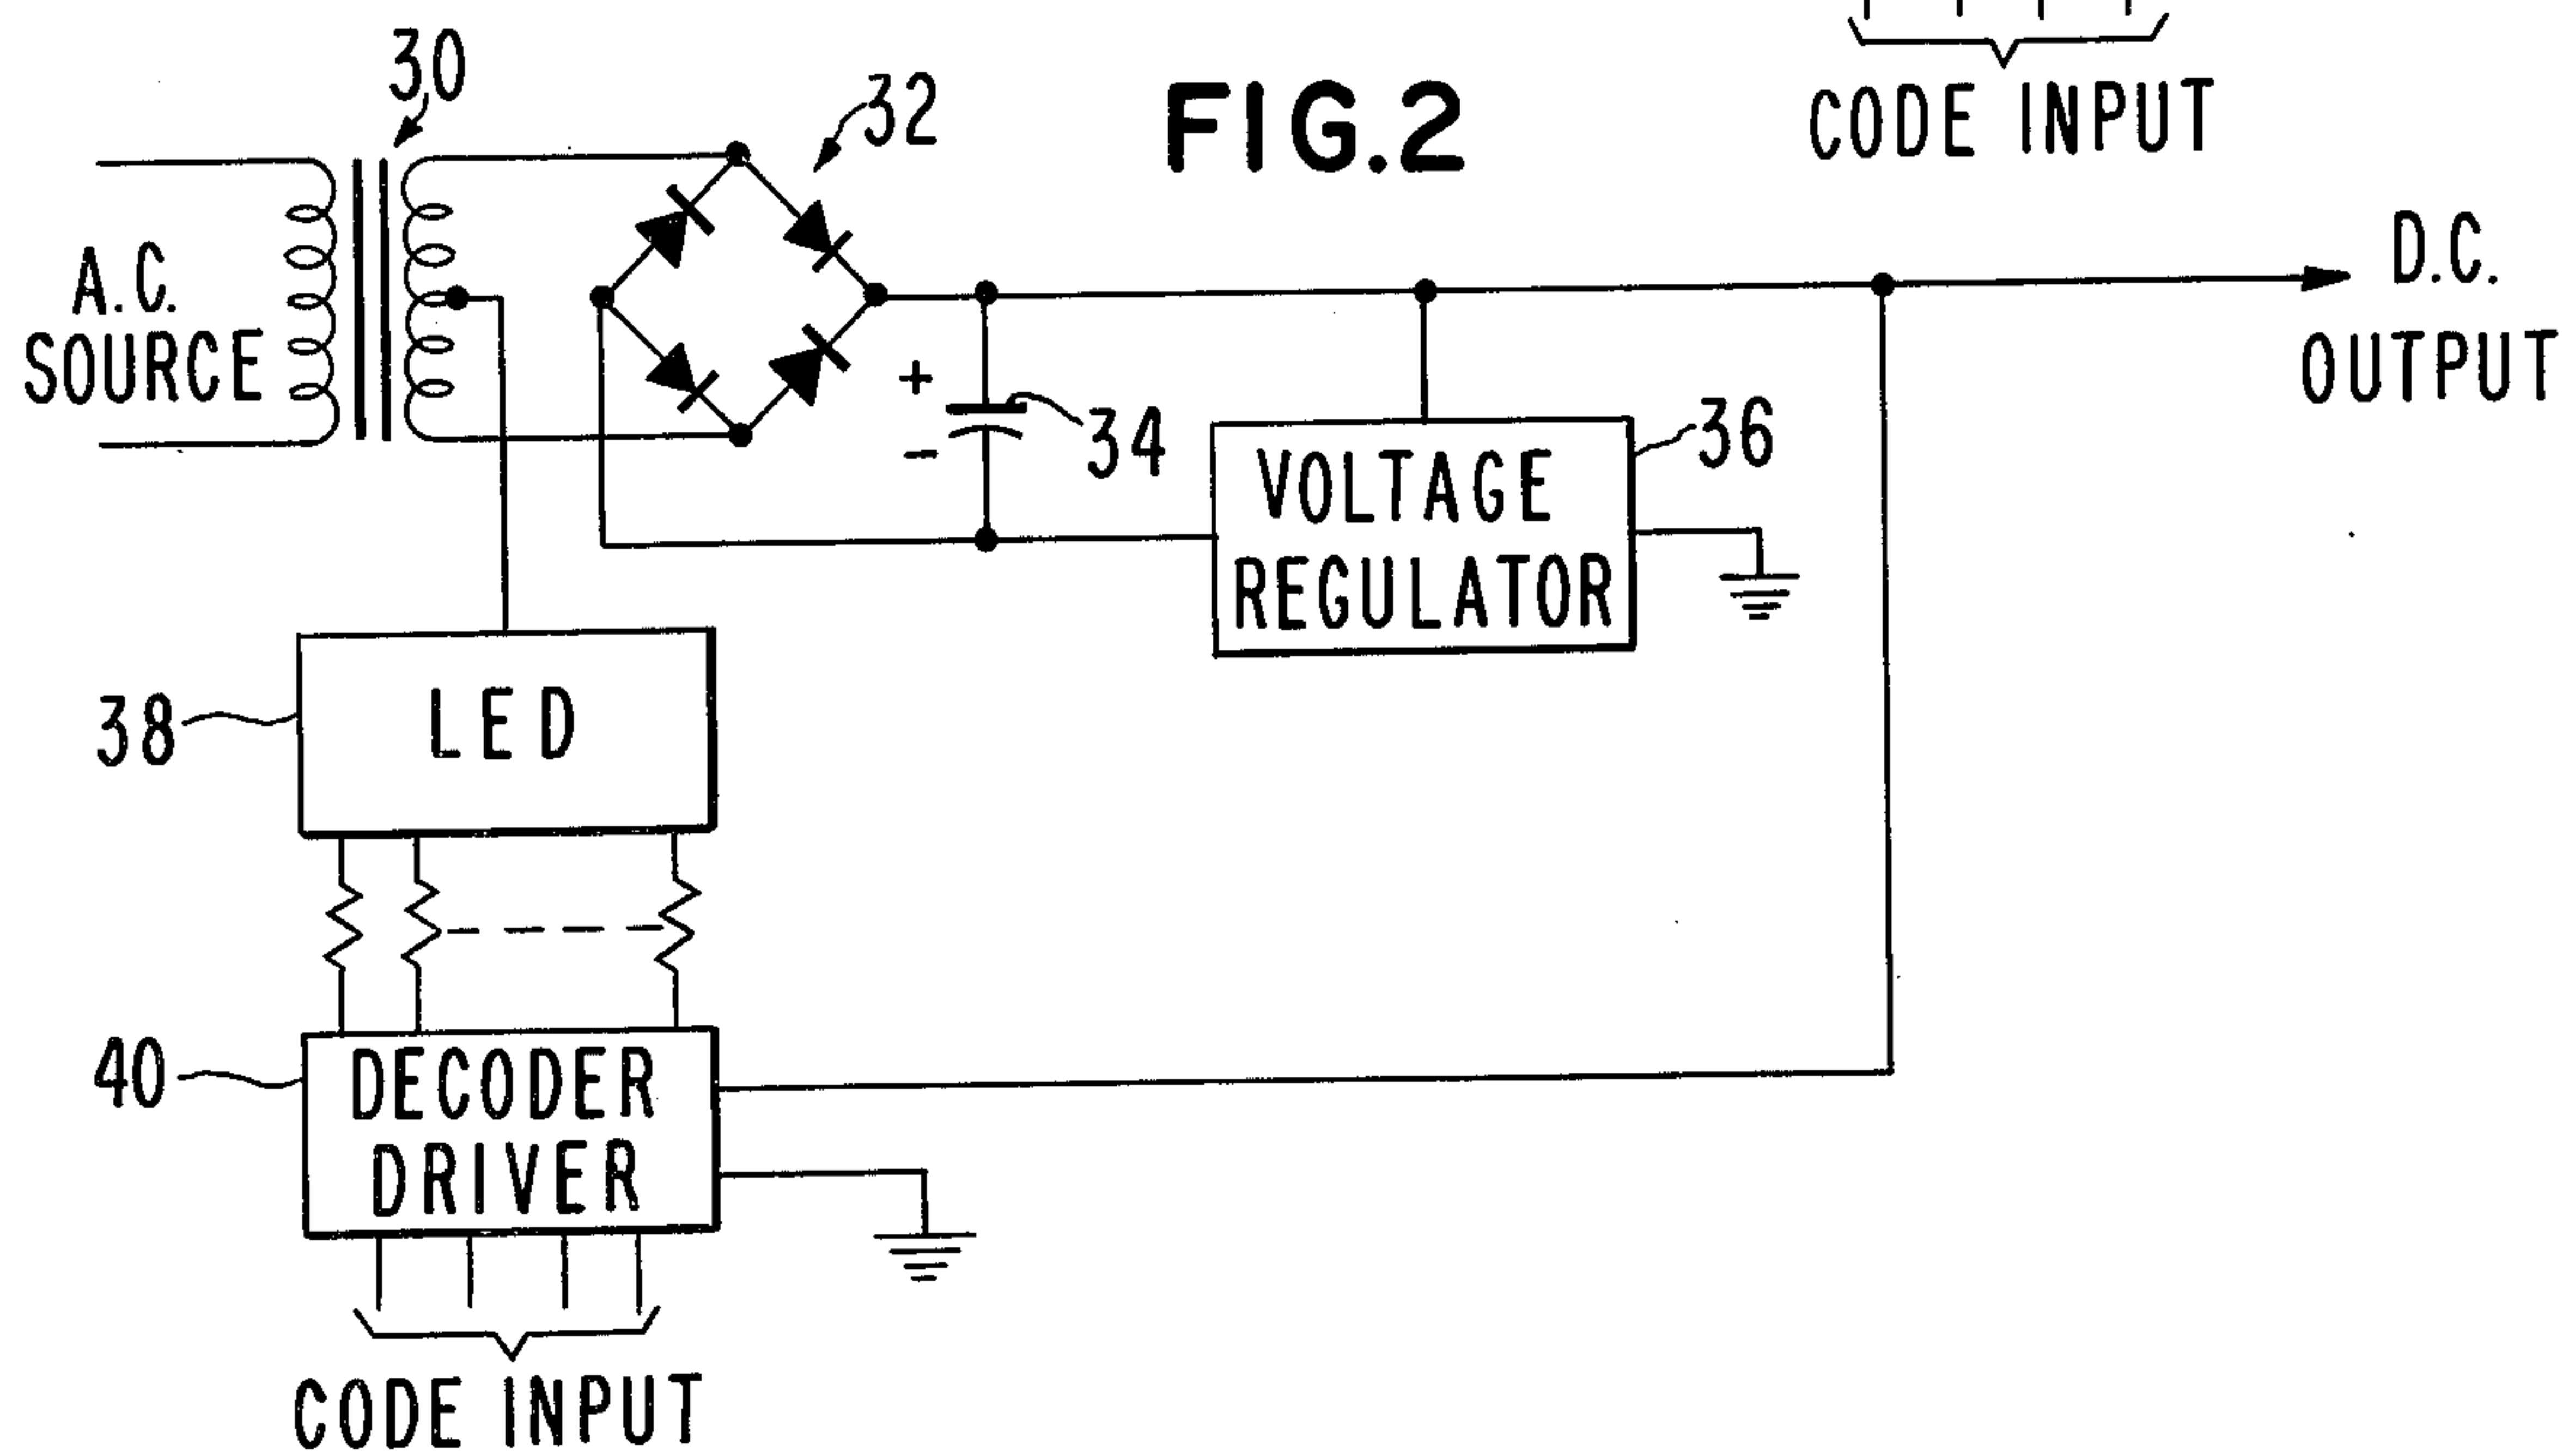 CODE INPUT
FIG.2
30
32
A.C.
SOURCE
D.C.
OUTPUT
+
-
34
36
VOLTAGE
REGULATOR
38
LED
40
DECODER
DRIVER
CODE INPUT